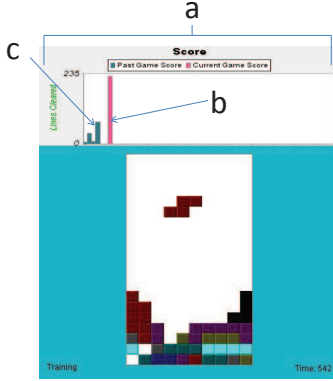 a
c
Score
Past Game Score Current Game Score
235
b
Lines Cleared
0
Training
Time: 542